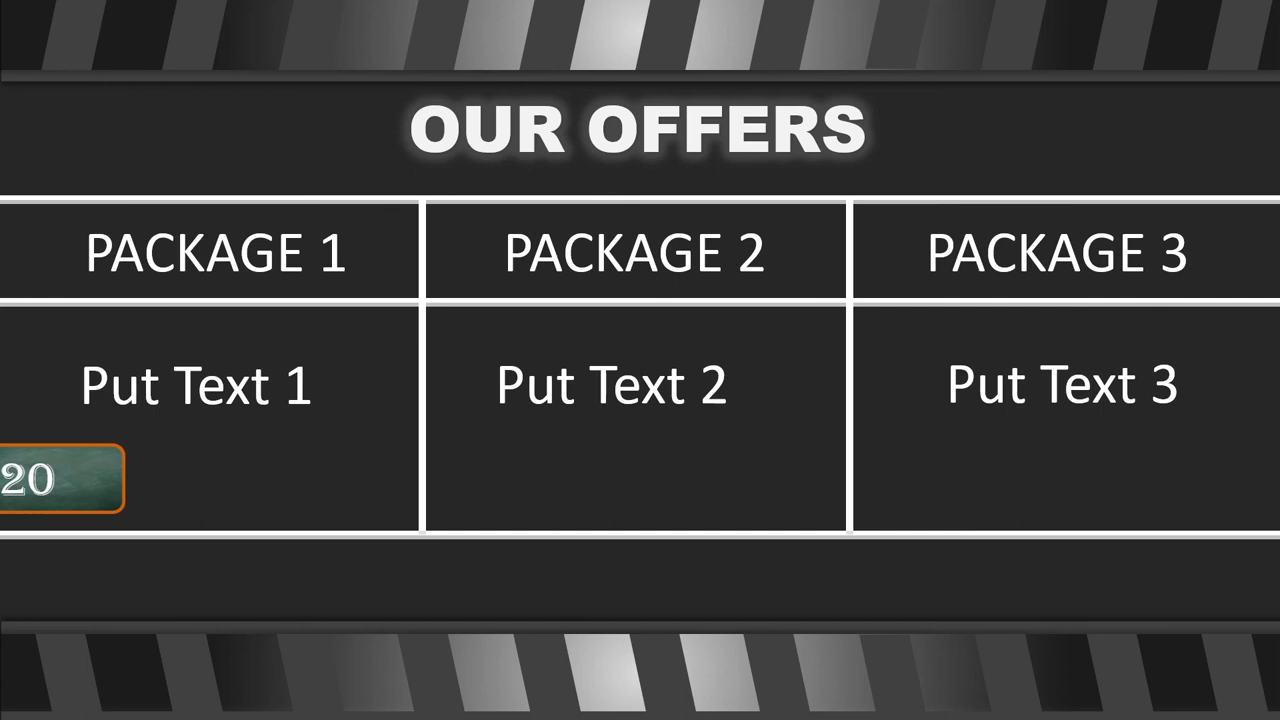 OUR OFFERS
PACKAGE 1 PACKAGE 2 PACKAGE 3
Put Text 1 Put Text 2 Put Text 3
20